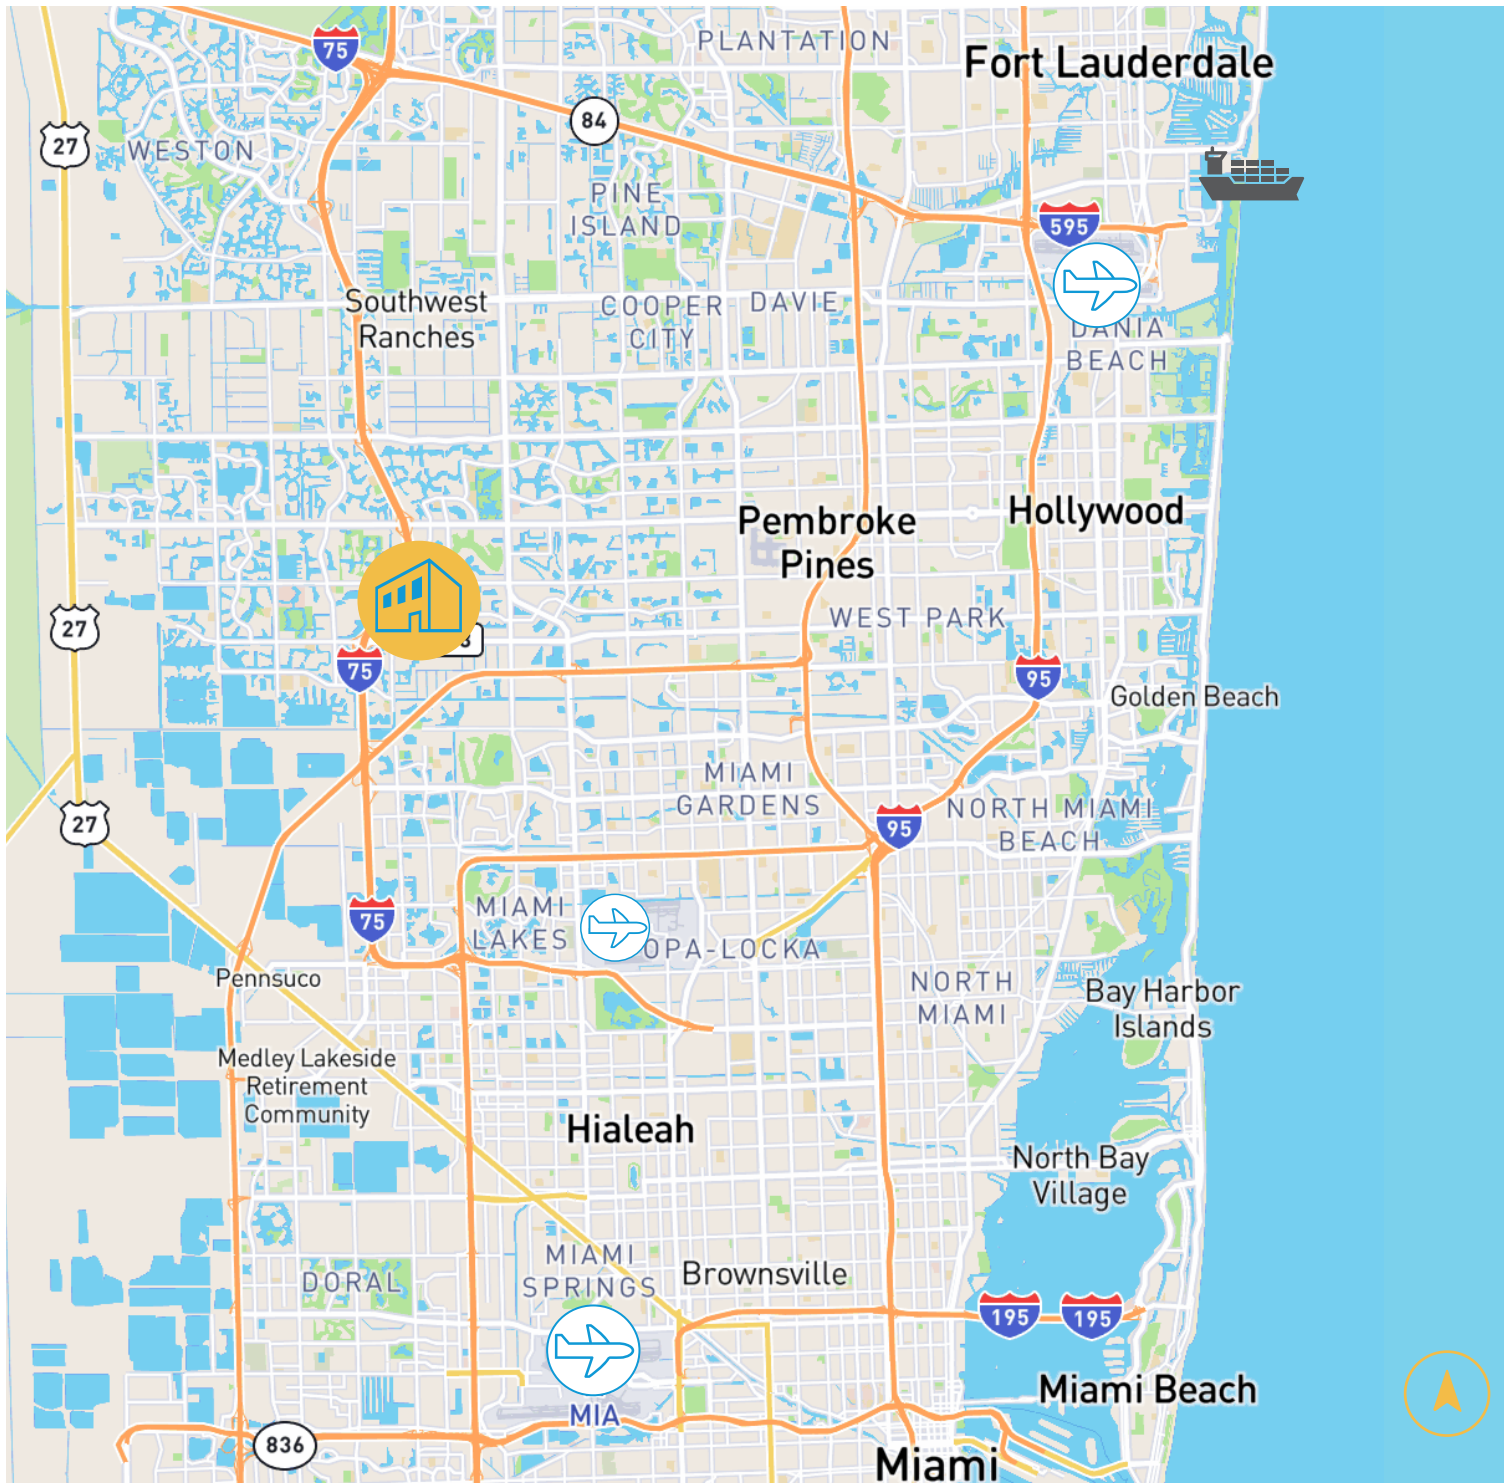 PLANTATION
75
Fort Lauderdale
84
27
WESTON
PINE
ISLAND
595
Southwest
Ranches
COOPER
CITY
DAVIE
DANIA
BEACH
Pembroke
Pines
Hollywood
27
WEST PARK
75
95
Golden Beach
MIAMI
GARDENS
NORTH MIAMI
BEACH
27
95
75
MIAMI
LAKES
OPA-LOCKA
Pennsuco
NORTH
MIAMI
Bay Harbor
Islands
Medley Lakeside
Retirement
Community
Hialeah
North Bay
Village
MIAMI
SPRINGS
DORAL
Brownsville
195
195
Miami Beach
MIA
836
Miami